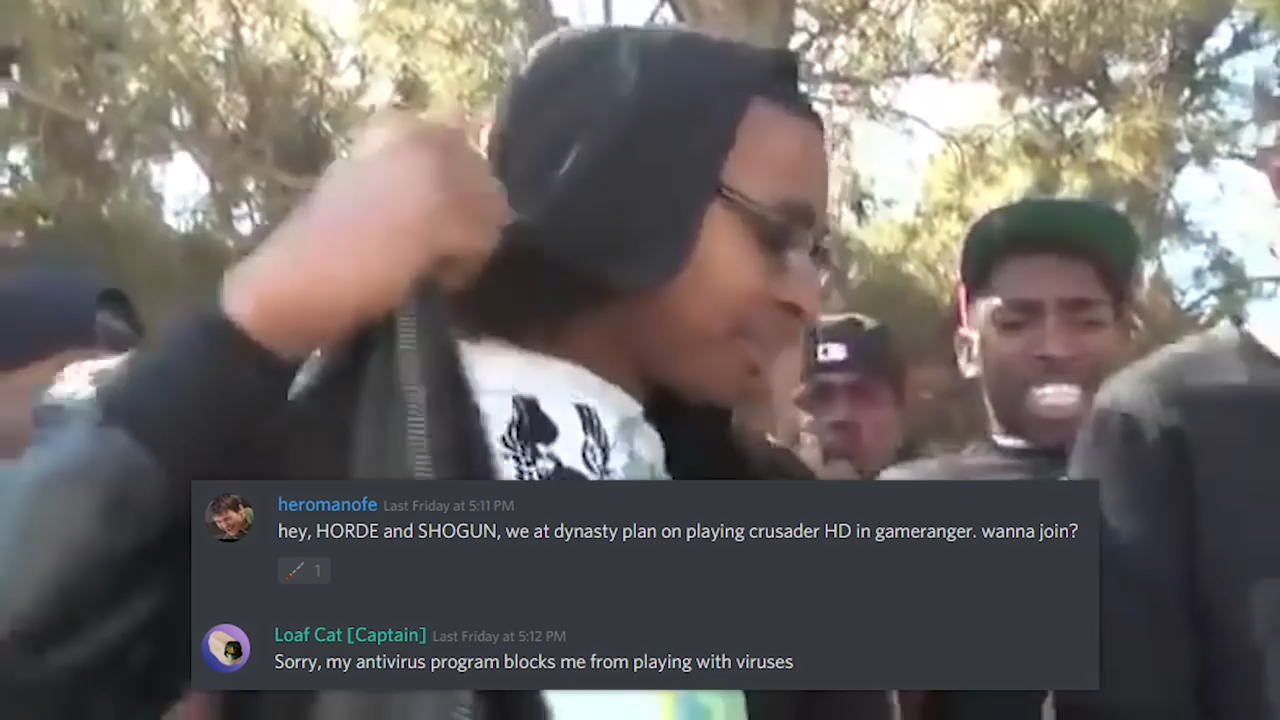 heromanofe Last Friday at 5:11 PM
hey, HORDE and SHOGUN, we at dynasty plan on playing crusader HD in gameranger. wanna join?
1
Loaf Cat [Captain] Last Friday at 5:12 PM
Sorry, my antivirus program blocks me from playing with viruses